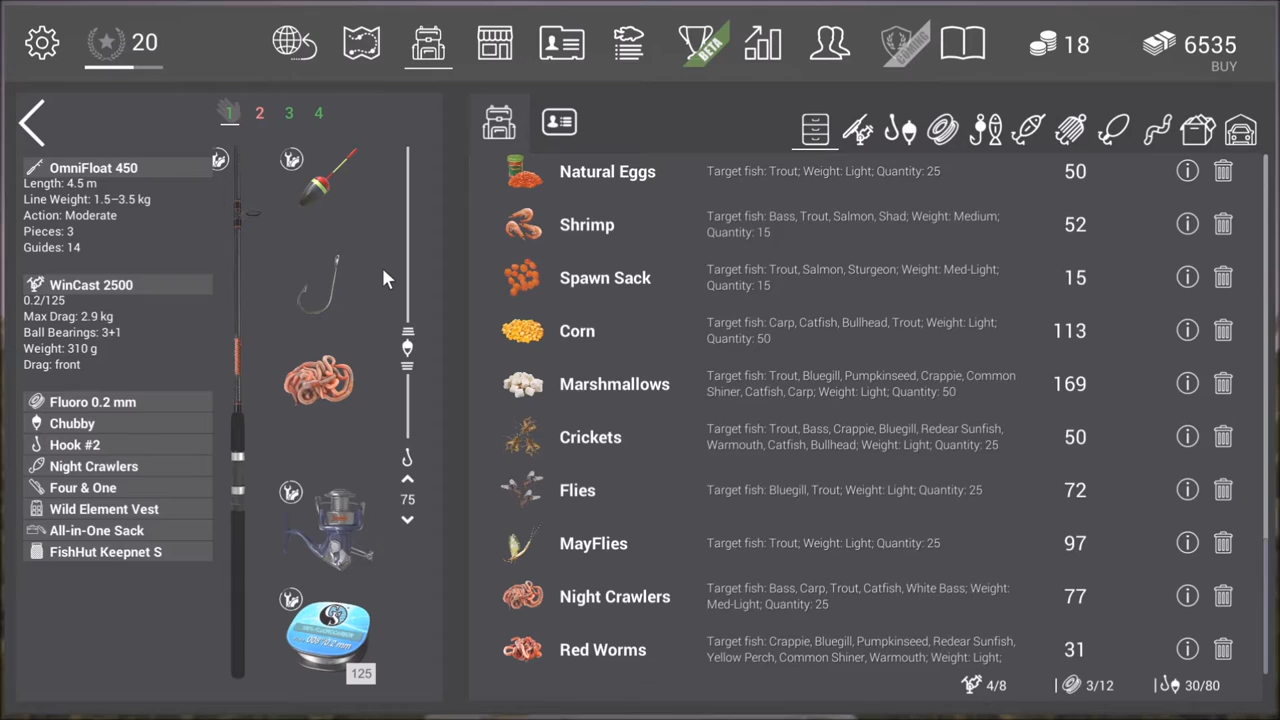 20
BETA
COMING
18
6535
BUY
1 2 3 4
OmniFloat 450
Length: 4.5 m
Line Weight: 1.5–3.5 kg
Action: Moderate
Pieces: 3
Guides: 14
WinCast 2500
0.2/125
Max Drag: 2.9 kg
Ball Bearings: 3+1
Weight: 310 g
Drag: front
Fluoro 0.2 mm
Chubby
Hook #2
Night Crawlers
Four & One
Wild Element Vest
All-in-One Sack
FishHut Keepnet S
75
125
Natural Eggs
Target fish: Trout; Weight: Light; Quantity: 25
50
Shrimp
Target fish: Bass, Trout, Salmon, Shad; Weight: Medium;
Quantity: 15
52
Spawn Sack
Target fish: Trout, Salmon, Sturgeon; Weight: Med-Light;
Quantity: 15
15
Corn
Target fish: Carp, Catfish, Bullhead, Trout; Weight: Light;
Quantity: 50
113
Marshmallows
Target fish: Trout, Bluegill, Pumpkinseed, Crappie, Common
Shiner, Catfish, Carp; Weight: Light; Quantity: 50
169
Crickets
Target fish: Trout, Bass, Crappie, Bluegill, Redear Sunfish,
Warmouth, Catfish, Bullhead; Weight: Light; Quantity: 25
50
Flies
Target fish: Bluegill, Trout; Weight: Light; Quantity: 25
72
MayFlies
Target fish: Trout; Weight: Light; Quantity: 25
97
Night Crawlers
Target fish: Bass, Carp, Trout, Catfish, White Bass; Weight:
Med-Light; Quantity: 25
77
Red Worms
Target fish: Crappie, Bluegill, Pumpkinseed, Redear Sunfish,
Yellow Perch, Common Shiner, Warmouth; Weight: Light;
31
4/8
3/12
30/80